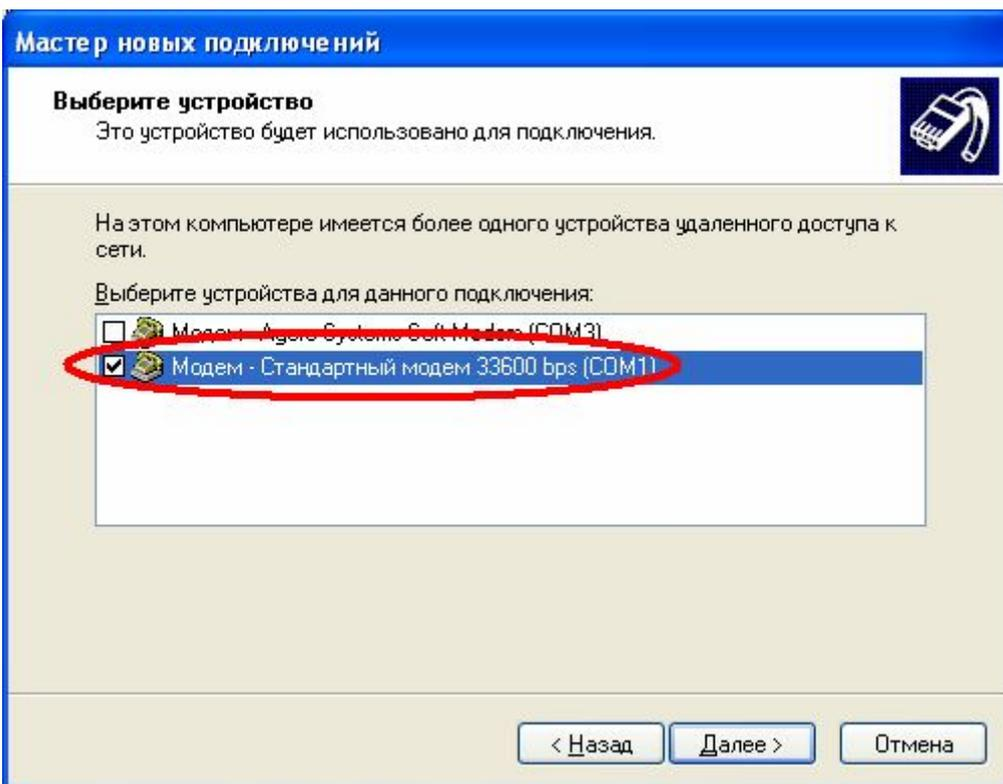 Мастер новых подключений
Выберите устройство
Это устройство будет использовано для подключения.
На этом компьютере имеется более одного устройства удаленного доступа к
сети.
Выберите устройства для данного подключения:
Модем - Agere Systems Soft Modem (COM3)
Модем - Стандартный модем 33600 bps (COM1)
< Назад
Далее >
Отмена